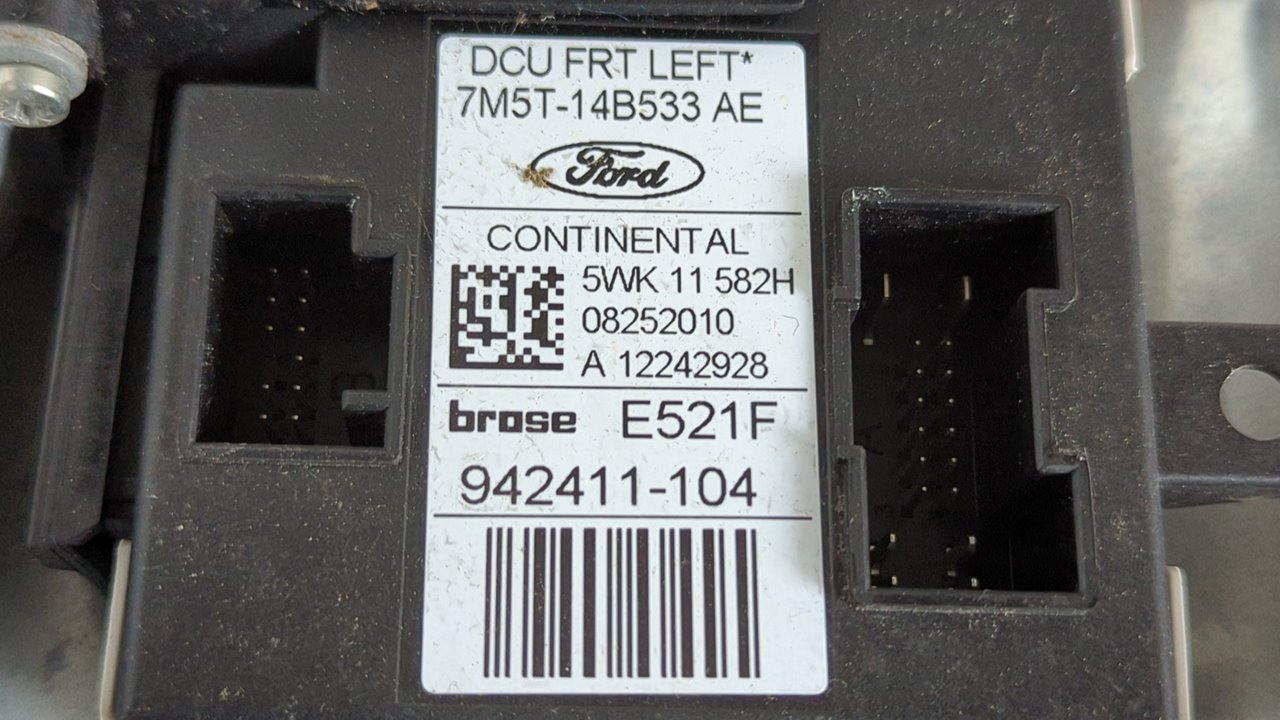 DCU FRT LEFT*
7M5T-14B533 AE
Ford
CONTINENTAL
5WK 11 582H
08252010
A 12242928
brose E521F
942411-104